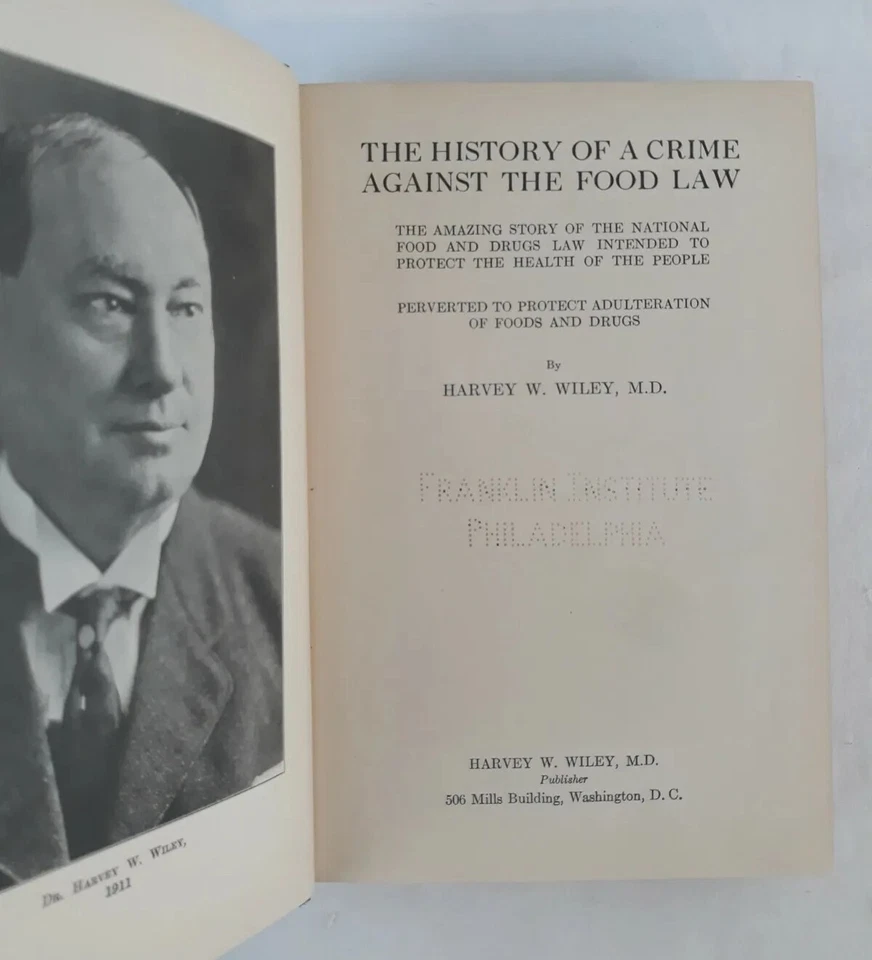 DR. HARVEY W. WILEY,
1911
THE HISTORY OF A CRIME
AGAINST THE FOOD LAW
THE AMAZING STORY OF THE NATIONAL
FOOD AND DRUGS LAW INTENDED TO
PROTECT THE HEALTH OF THE PEOPLE
PERVERTED TO PROTECT ADULTERATION
OF FOODS AND DRUGS
By
HARVEY W. WILEY, M.D.
FRANKLIN INSTITUTE
PHILADELPHIA
HARVEY W. WILEY, M.D.
Publisher
506 Mills Building, Washington, D. C.